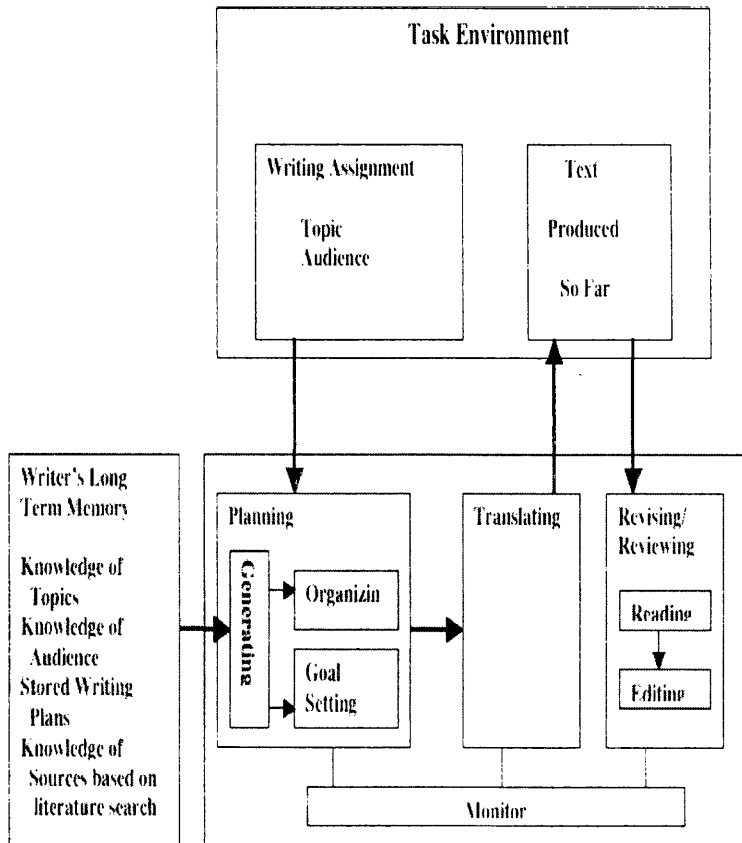 Task Environment
Writing Assignment
Topic
Audience
Text
Produced
So Far
Writer's Long
Term Memory
Knowledge of
Topics
Knowledge of
Audience
Stored Writing
Plans
Knowledge of
Sources based on
literature search
Planning
Generating
Organizin
Goal
Setting
Translating
Revising/
Reviewing
Reading
Editing
Monitor